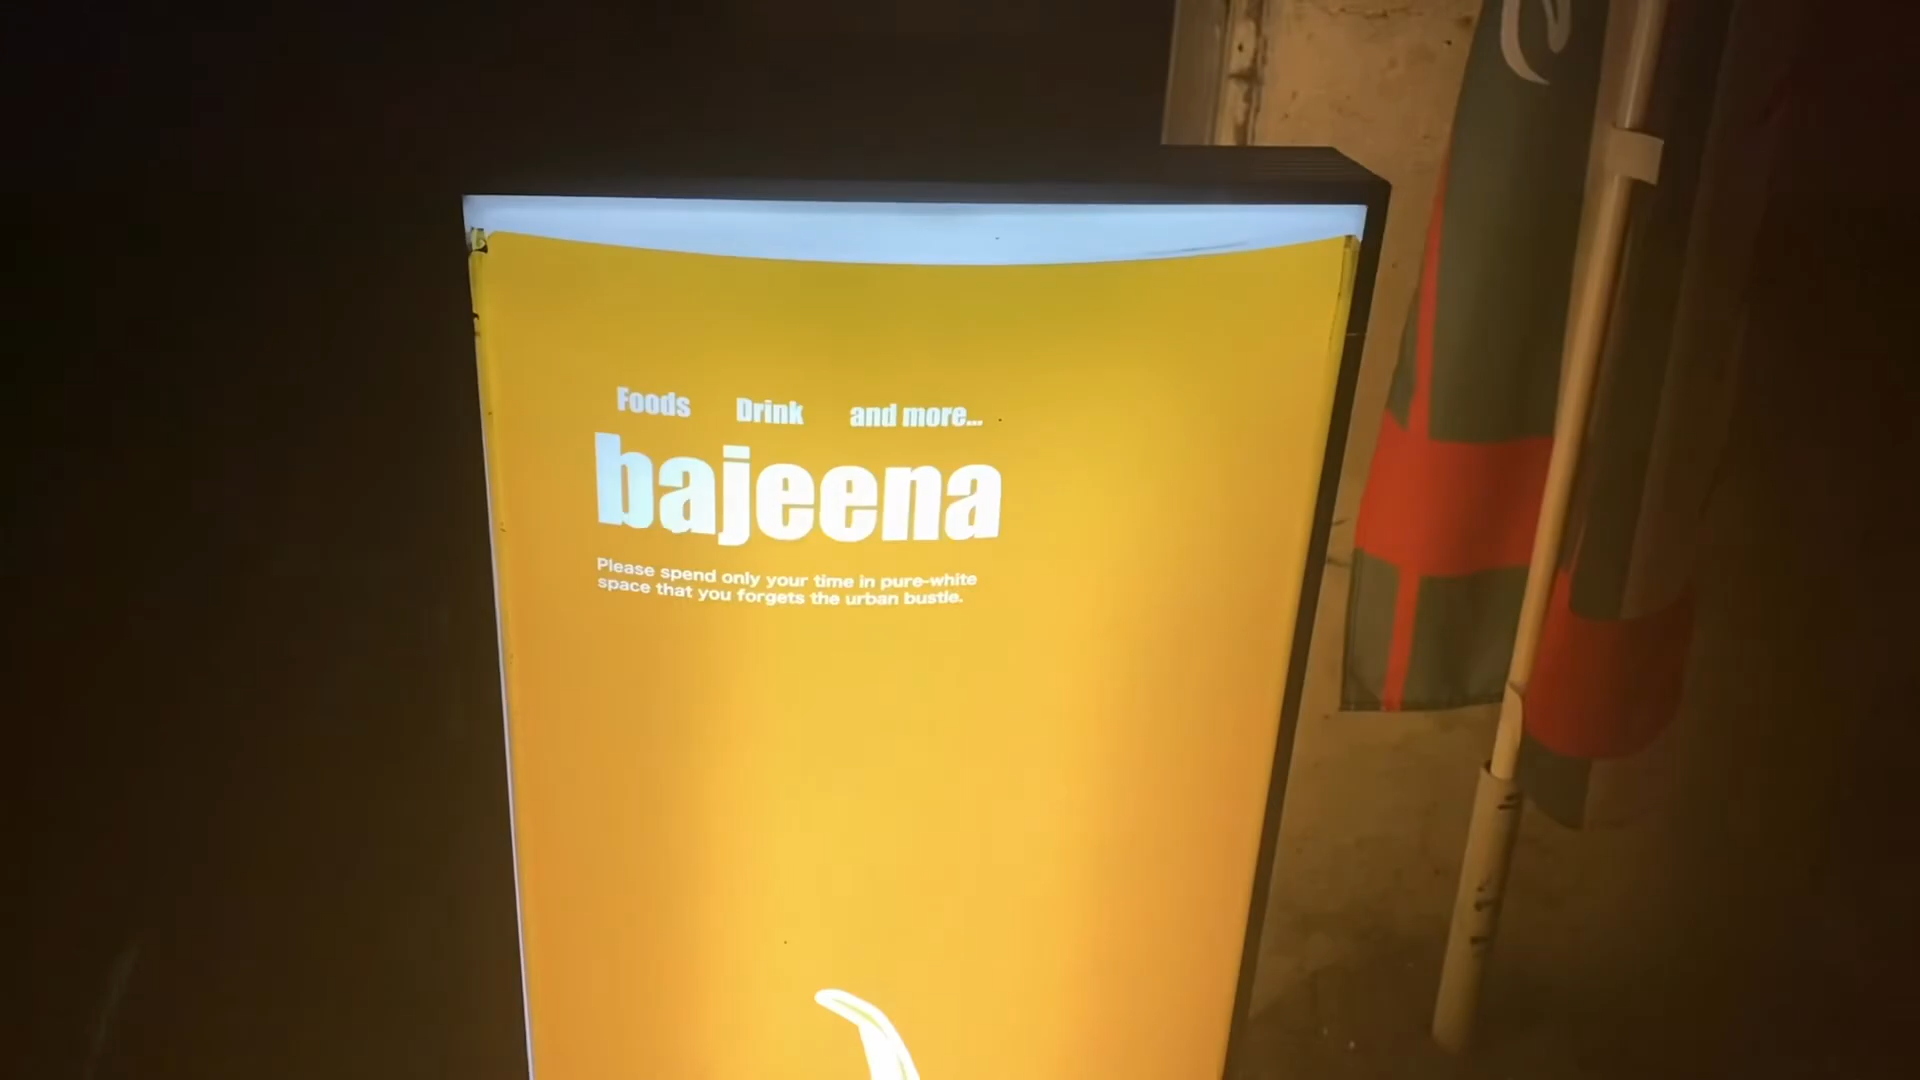 Foods Drink and more...
bajeena
Please spend only your time in pure-white
space that you forgets the urban bustle.